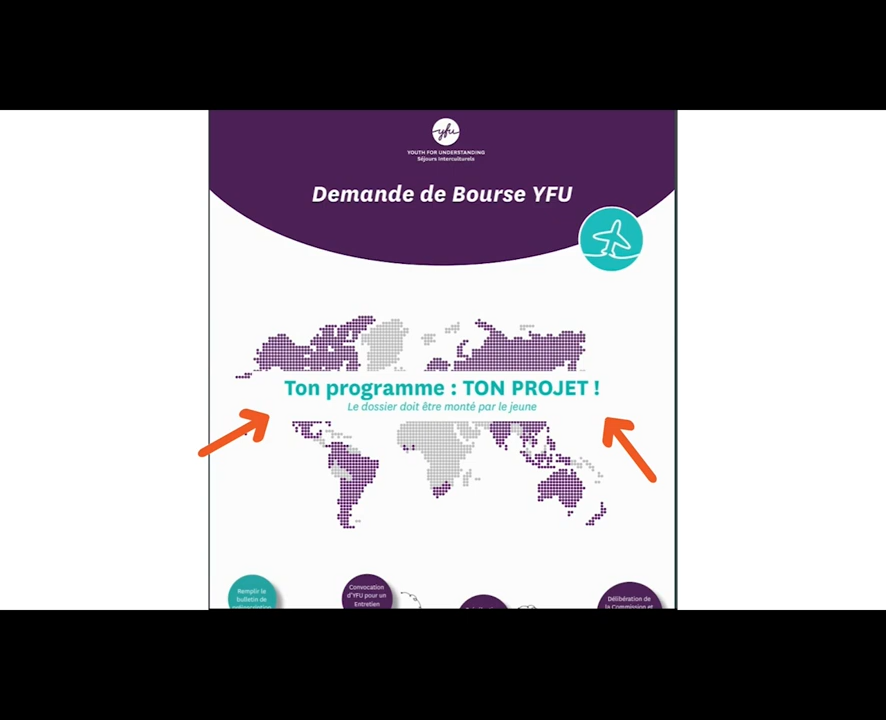 yfu
YOUTH FOR UNDERSTANDING
Séjours Interculturels
Demande de Bourse YFU
Ton programme : TON PROJET !
Le dossier doit être monté par le jeune
Remplir le
bulletin de
Convocation
d'YFU pour un
Entretien
Délibération de
la Commission et